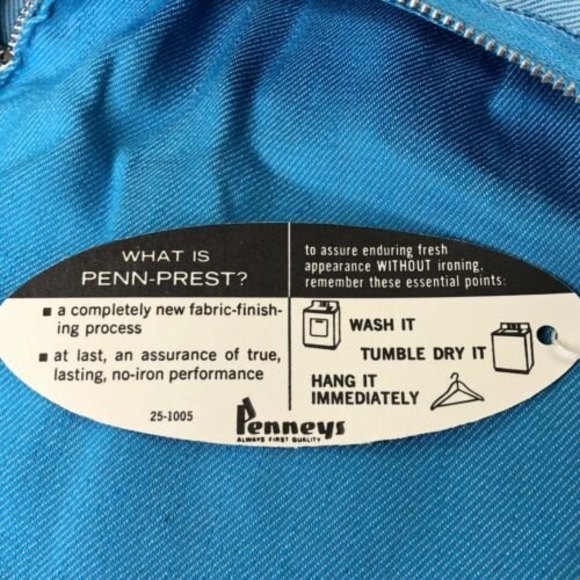 WHAT IS
PENN-PREST?
▪ a completely new fabric-finish-
ing process
▪ at last, an assurance of true,
lasting, no-iron performance
25-1005
to assure enduring fresh
appearance WITHOUT ironing,
remember these essential points:
WASH IT
TUMBLE DRY IT
HANG IT
IMMEDIATELY
Penneys
ALWAYS FIRST QUALITY